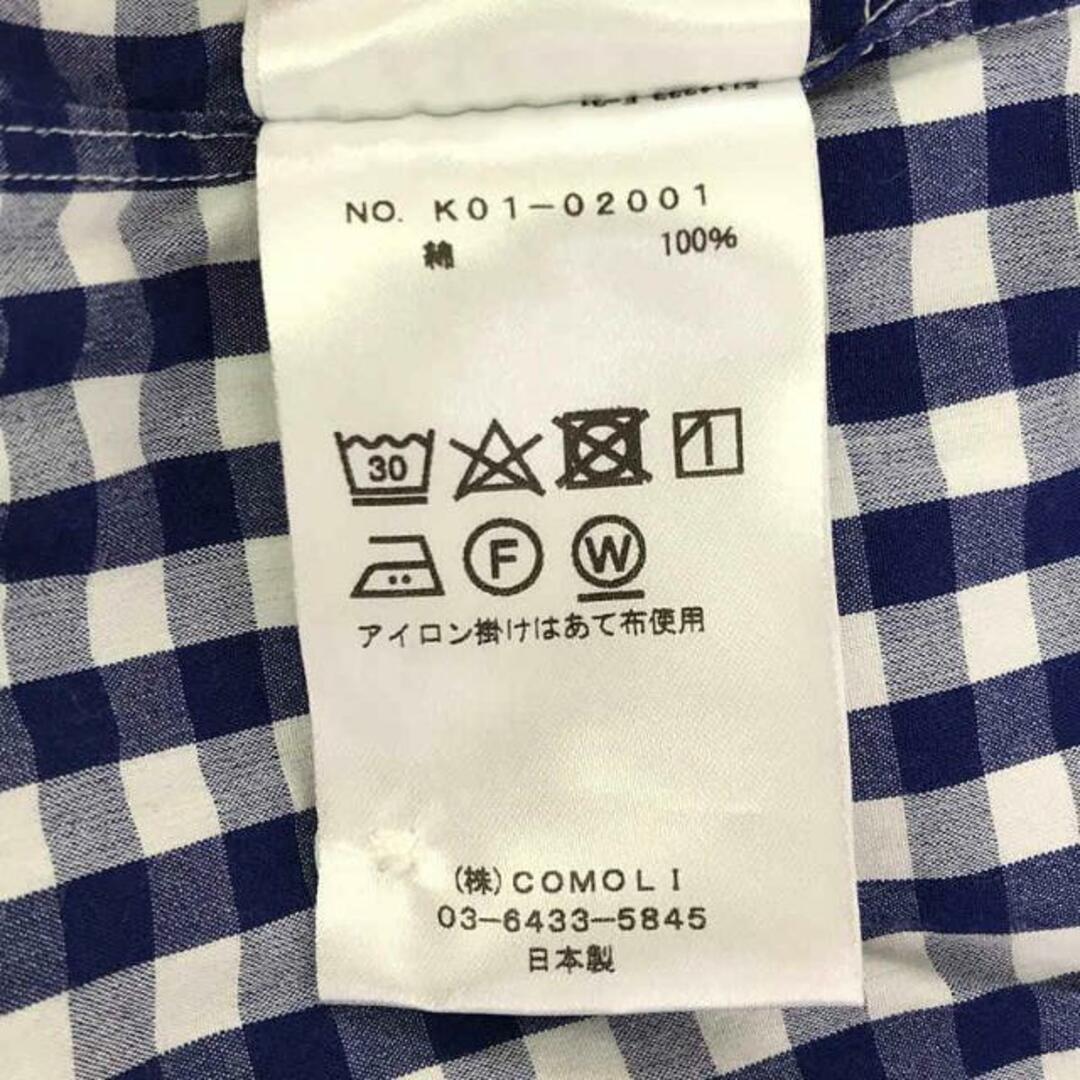 NO. K01-02001
綿 100%
30
F W
アイロン掛けはあて布使用
(株)COMOLI
03-6433-5845
日本製